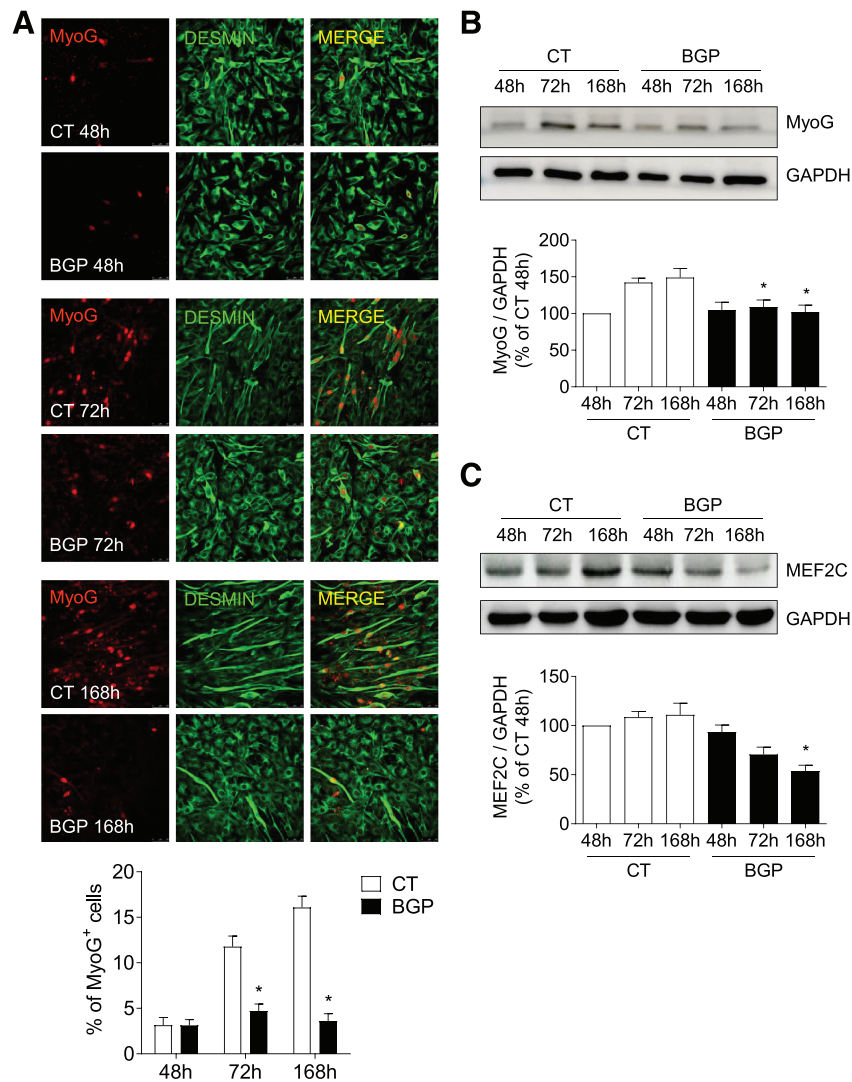 A
MyoG DESMIN MERGE
CT 48h
BGP 48h
MyoG DESMIN MERGE
CT 72h
BGP 72h
MyoG DESMIN MERGE
CT 168h
BGP 168h
% of MyoG+ cells
20
15
10
5
0
48h 72h 168h
CT
BGP
* *
B
CT BGP
48h 72h 168h 48h 72h 168h
MyoG
GAPDH
MyoG / GAPDH
(% of CT 48h)
200
150
100
50
0
* *
48h 72h 168h 48h 72h 168h
CT BGP
C
CT BGP
48h 72h 168h 48h 72h 168h
MEF2C
GAPDH
MEF2C / GAPDH
(% of CT 48h)
150
100
50
0
*
48h 72h 168h 48h 72h 168h
CT BGP